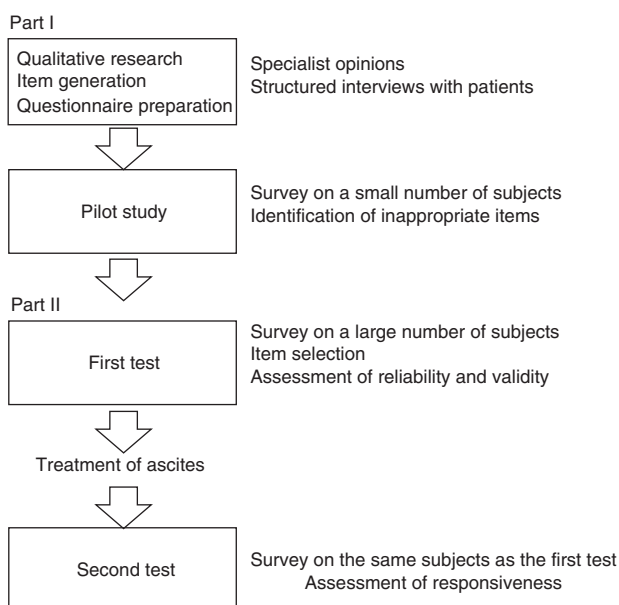 Part I
Qualitative research
Item generation
Questionnaire preparation
Specialist opinions
Structured interviews with patients
Pilot study
Survey on a small number of subjects
Identification of inappropriate items
Part II
First test
Survey on a large number of subjects
Item selection
Assessment of reliability and validity
Treatment of ascites
Second test
Survey on the same subjects as the first test
Assessment of responsiveness